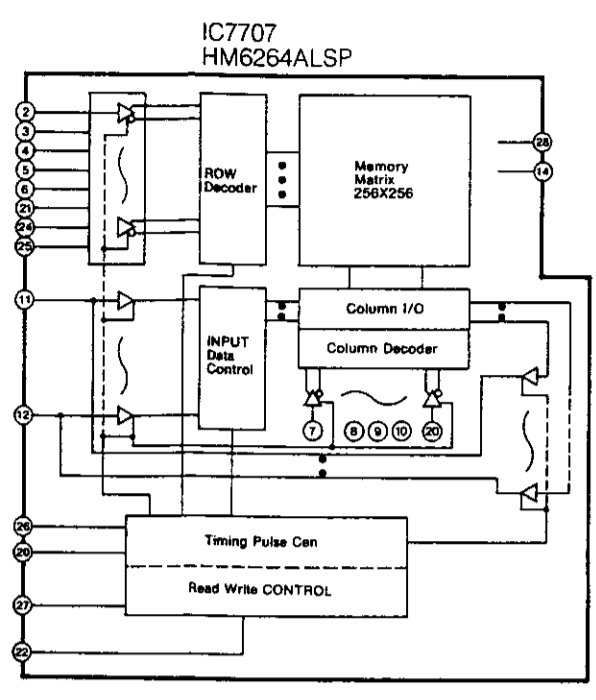 IC7707
HM6264ALSP
2
3
4
5
6
21
24
25
ROW
Decoder
Memory
Matrix
256X256
28
14
11
INPUT
Data
Control
Column I/O
Column Decoder
12
7
8
9
10
20
26
20
27
22
Timing Pulse Cen
Read Write CONTROL